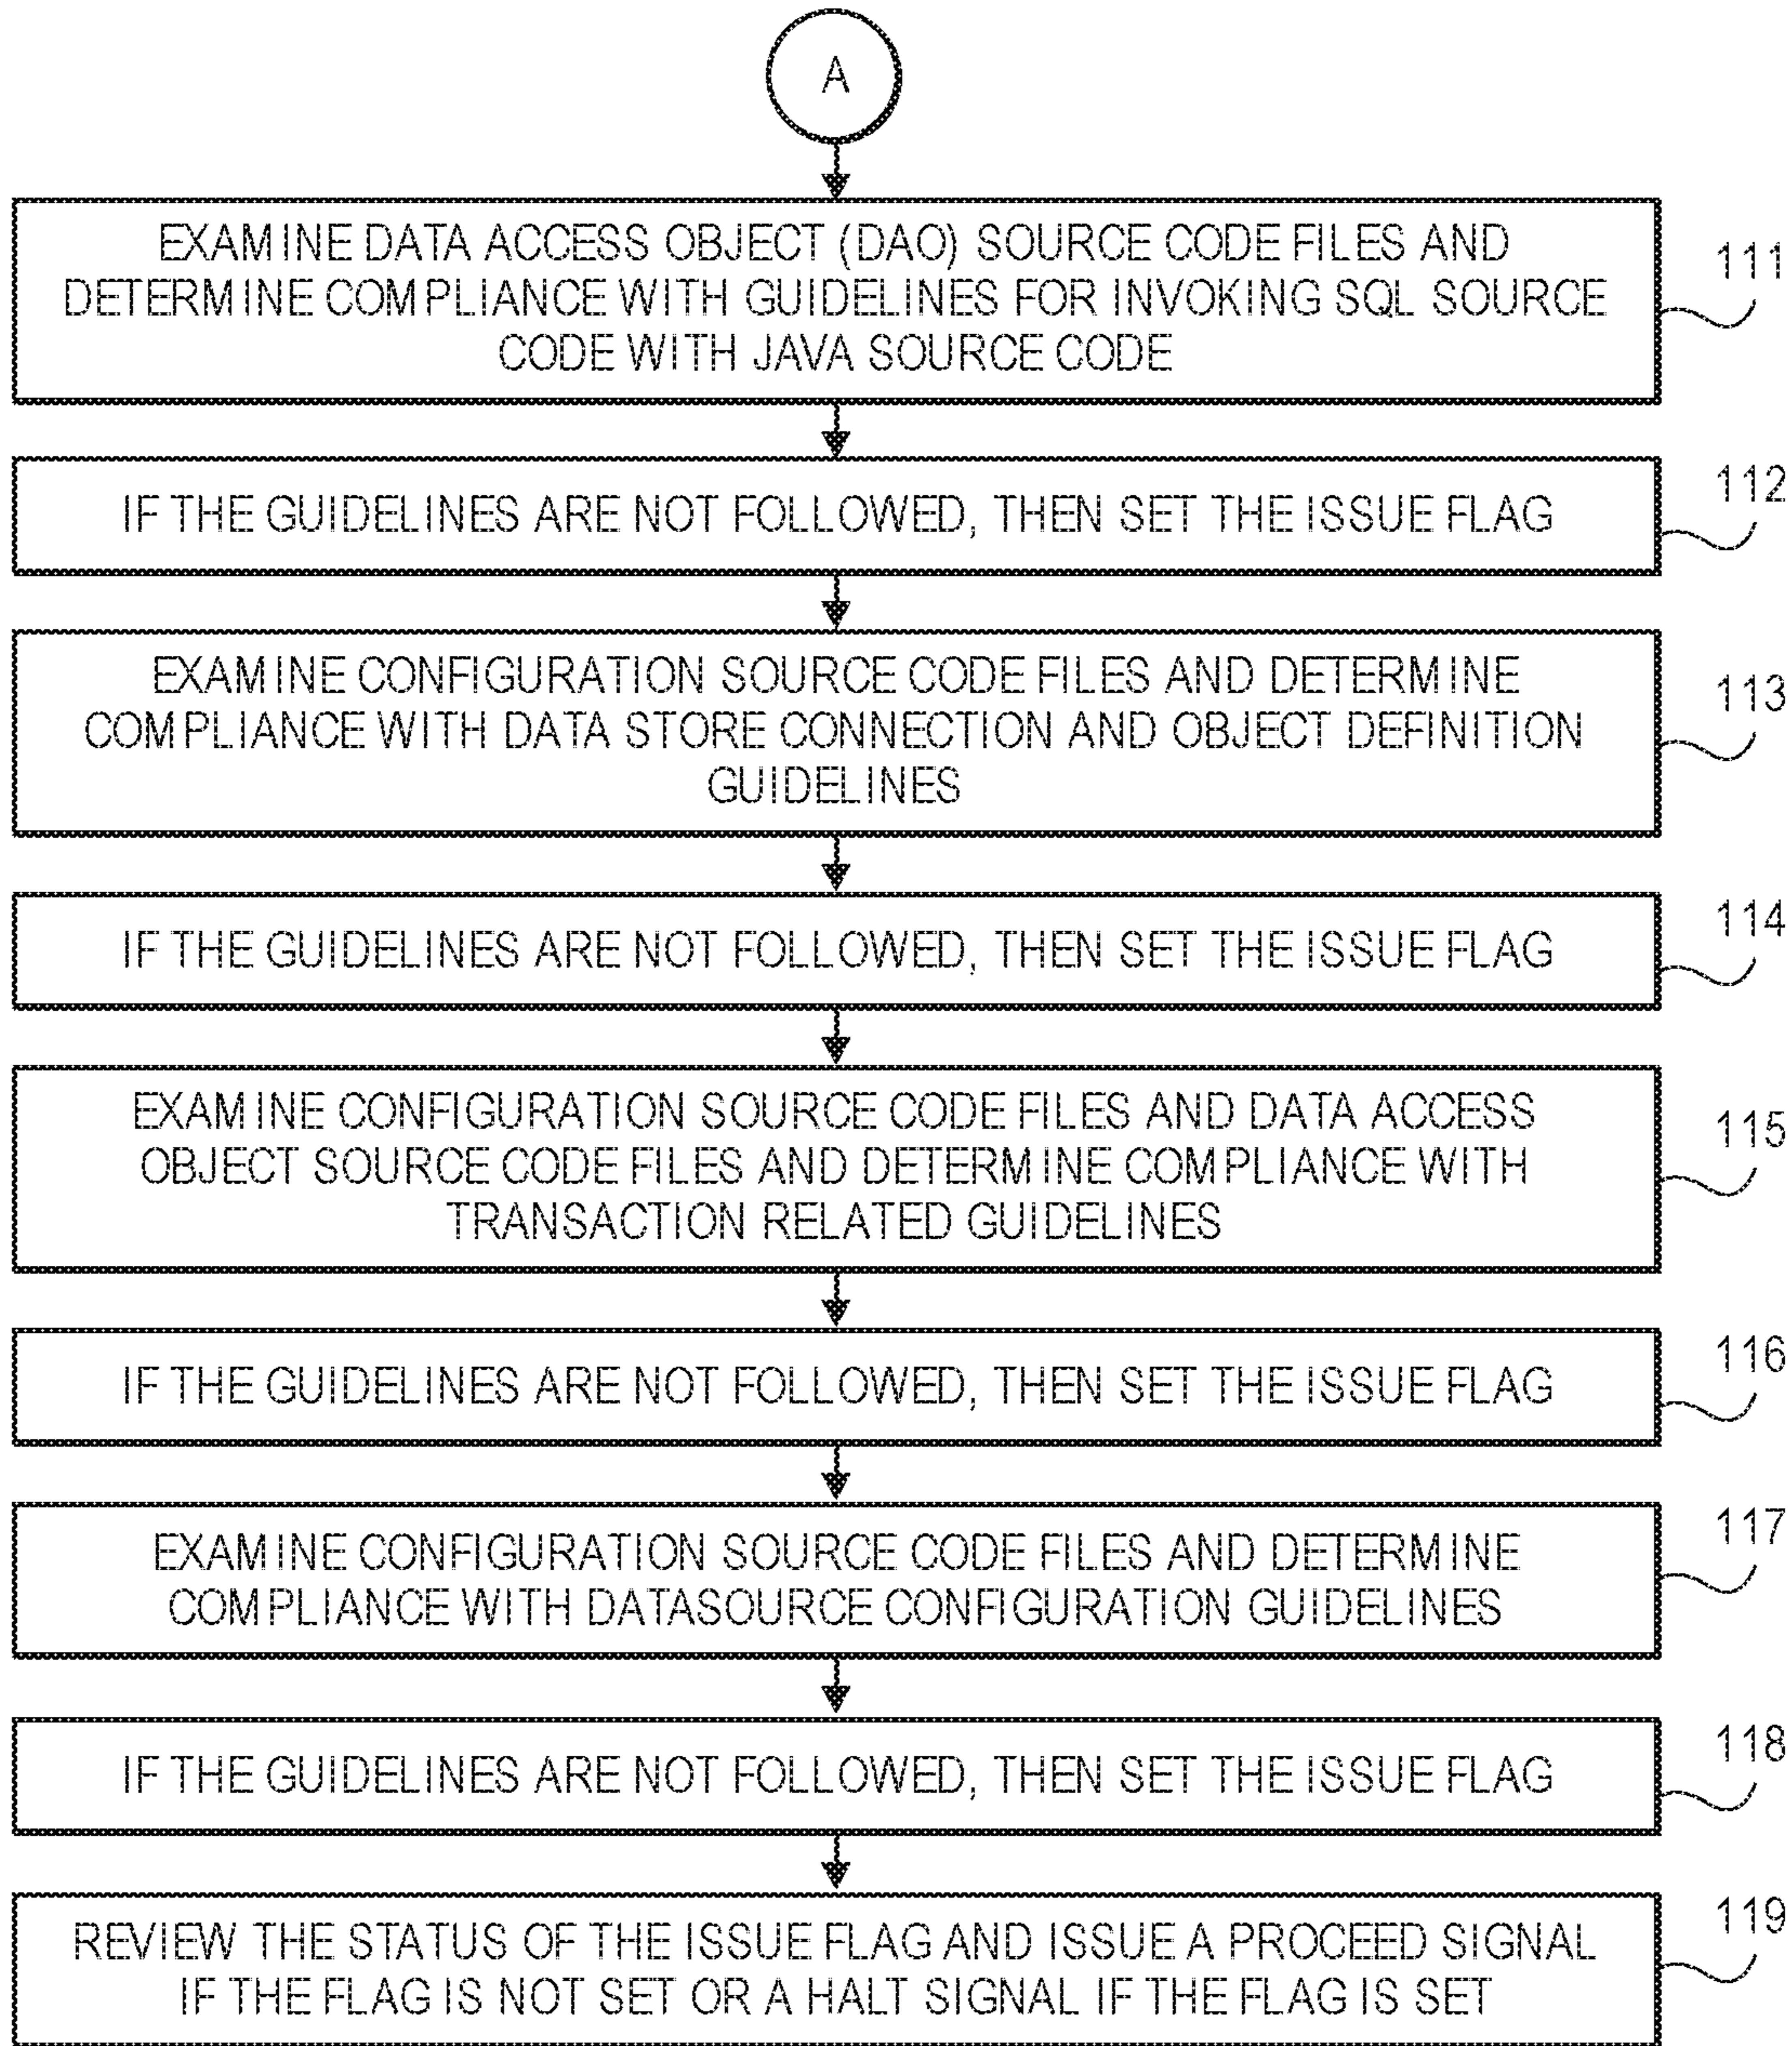 A
EXAMINE DATA ACCESS OBJECT (DAO) SOURCE CODE FILES AND
DETERMINE COMPLIANCE WITH GUIDELINES FOR INVOKING SQL SOURCE
CODE WITH JAVA SOURCE CODE
111
IF THE GUIDELINES ARE NOT FOLLOWED, THEN SET THE ISSUE FLAG
112
EXAMINE CONFIGURATION SOURCE CODE FILES AND DETERMINE
COMPLIANCE WITH DATA STORE CONNECTION AND OBJECT DEFINITION
GUIDELINES
113
IF THE GUIDELINES ARE NOT FOLLOWED, THEN SET THE ISSUE FLAG
114
EXAMINE CONFIGURATION SOURCE CODE FILES AND DATA ACCESS
OBJECT SOURCE CODE FILES AND DETERMINE COMPLIANCE WITH
TRANSACTION RELATED GUIDELINES
115
IF THE GUIDELINES ARE NOT FOLLOWED, THEN SET THE ISSUE FLAG
116
EXAMINE CONFIGURATION SOURCE CODE FILES AND DETERMINE
COMPLIANCE WITH DATASOURCE CONFIGURATION GUIDELINES
117
IF THE GUIDELINES ARE NOT FOLLOWED, THEN SET THE ISSUE FLAG
118
REVIEW THE STATUS OF THE ISSUE FLAG AND ISSUE A PROCEED SIGNAL
IF THE FLAG IS NOT SET OR A HALT SIGNAL IF THE FLAG IS SET
119